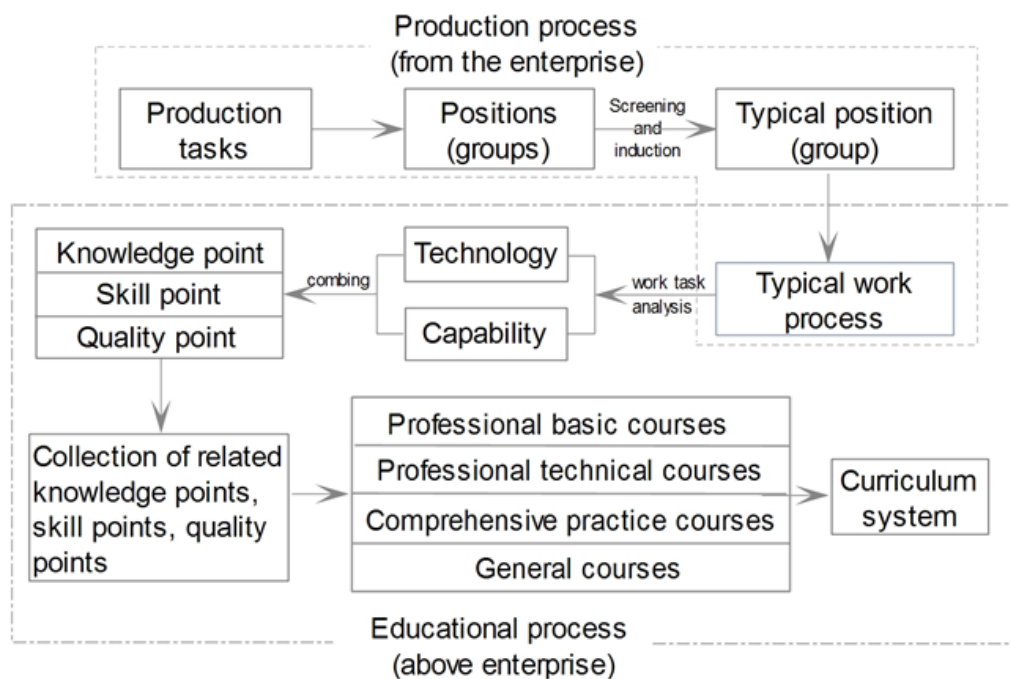 Production process
(from the enterprise)
Production
tasks
Positions
(groups)
Screening
and
induction
Typical position
(group)
Knowledge point
Skill point
Quality point
combing
Technology
Capability
work task
analysis
Typical work
process
Collection of related
knowledge points,
skill points, quality
points
Professional basic courses
Professional technical courses
Comprehensive practice courses
General courses
Curriculum
system
Educational process
(above enterprise)